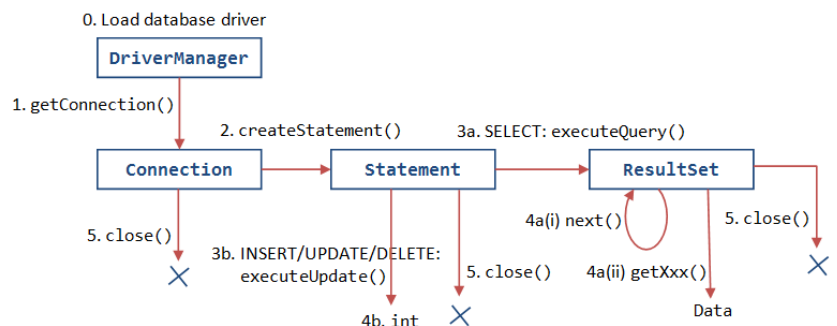 0. Load database driver
DriverManager
1. getConnection()
2. createStatement()
3a. SELECT: executeQuery()
Connection
Statement
ResultSet
5. close()
3b. INSERT/UPDATE/DELETE:
executeUpdate()
5. close()
4a(i) next()
5. close()
4a(ii) getXxx()
4b. int
Data